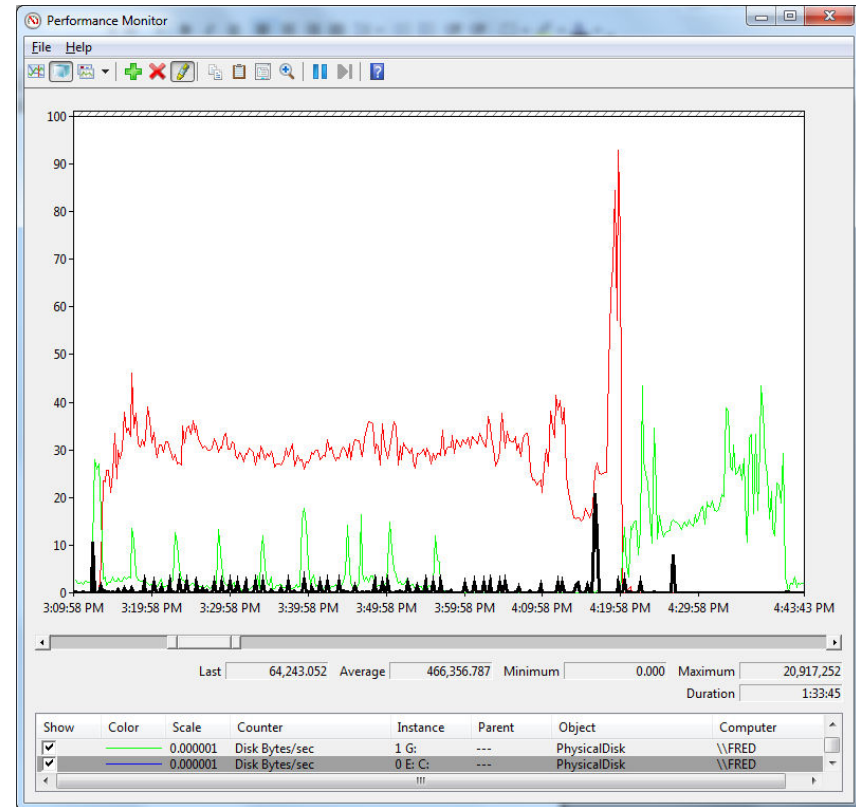 Performance Monitor
File Help
100
90
80
70
60
50
40
30
20
10
0
3:09:58 PM 3:19:58 PM 3:29:58 PM 3:39:58 PM 3:49:58 PM 3:59:58 PM 4:09:58 PM 4:19:58 PM 4:29:58 PM 4:43:43 PM
Last 64,243.052 Average 466,356.787 Minimum 0.000 Maximum 20,917,252
Duration 1:33:45
Show Color Scale Counter Instance Parent Object Computer
0.000001 Disk Bytes/sec 1 G: --- PhysicalDisk \\FRED
0.000001 Disk Bytes/sec 0 E: C: --- PhysicalDisk \\FRED